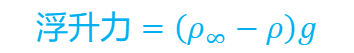 浮升力 = (ρ∞ − ρ)g